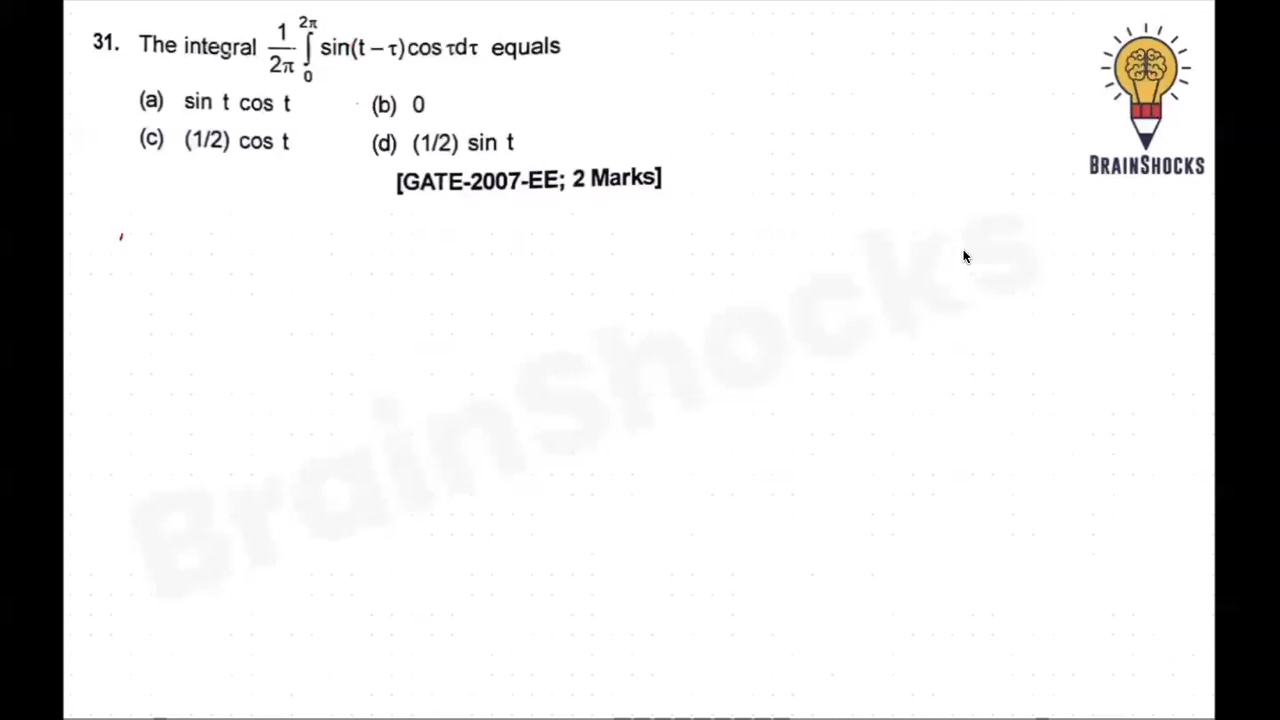 31. The integral 1/2π ∫₀^2π sin(t – τ) cos τdτ equals
(a) sin t cos t (b) 0
(c) (1/2) cos t (d) (1/2) sin t
[GATE-2007-EE; 2 Marks]
BRAINSHOCKS
BrainShocks